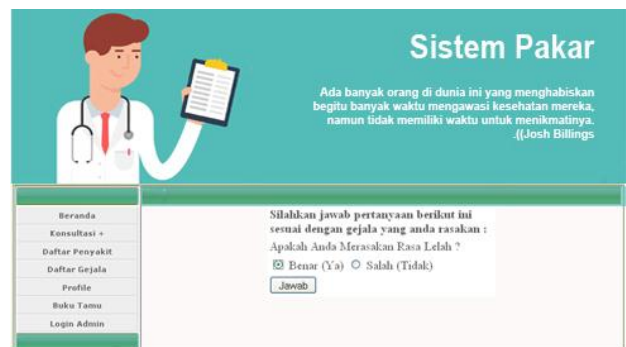 Sistem Pakar
Ada banyak orang di dunia ini yang menghabiskan
begitu banyak waktu mengawasi kesehatan mereka,
namun tidak memiliki waktu untuk menikmatinya.
.((Josh Billings
Beranda
Konsultasi +
Daftar Penyakit
Daftar Gejala
Profile
Buku Tamu
Login Admin
Silahkan jawab pertanyaan berikut ini
sesuai dengan gejala yang anda rasakan :
Apakah Anda Merasakan Rasa Lelah ?
Benar (Ya) Salah (Tidak)
Jawab